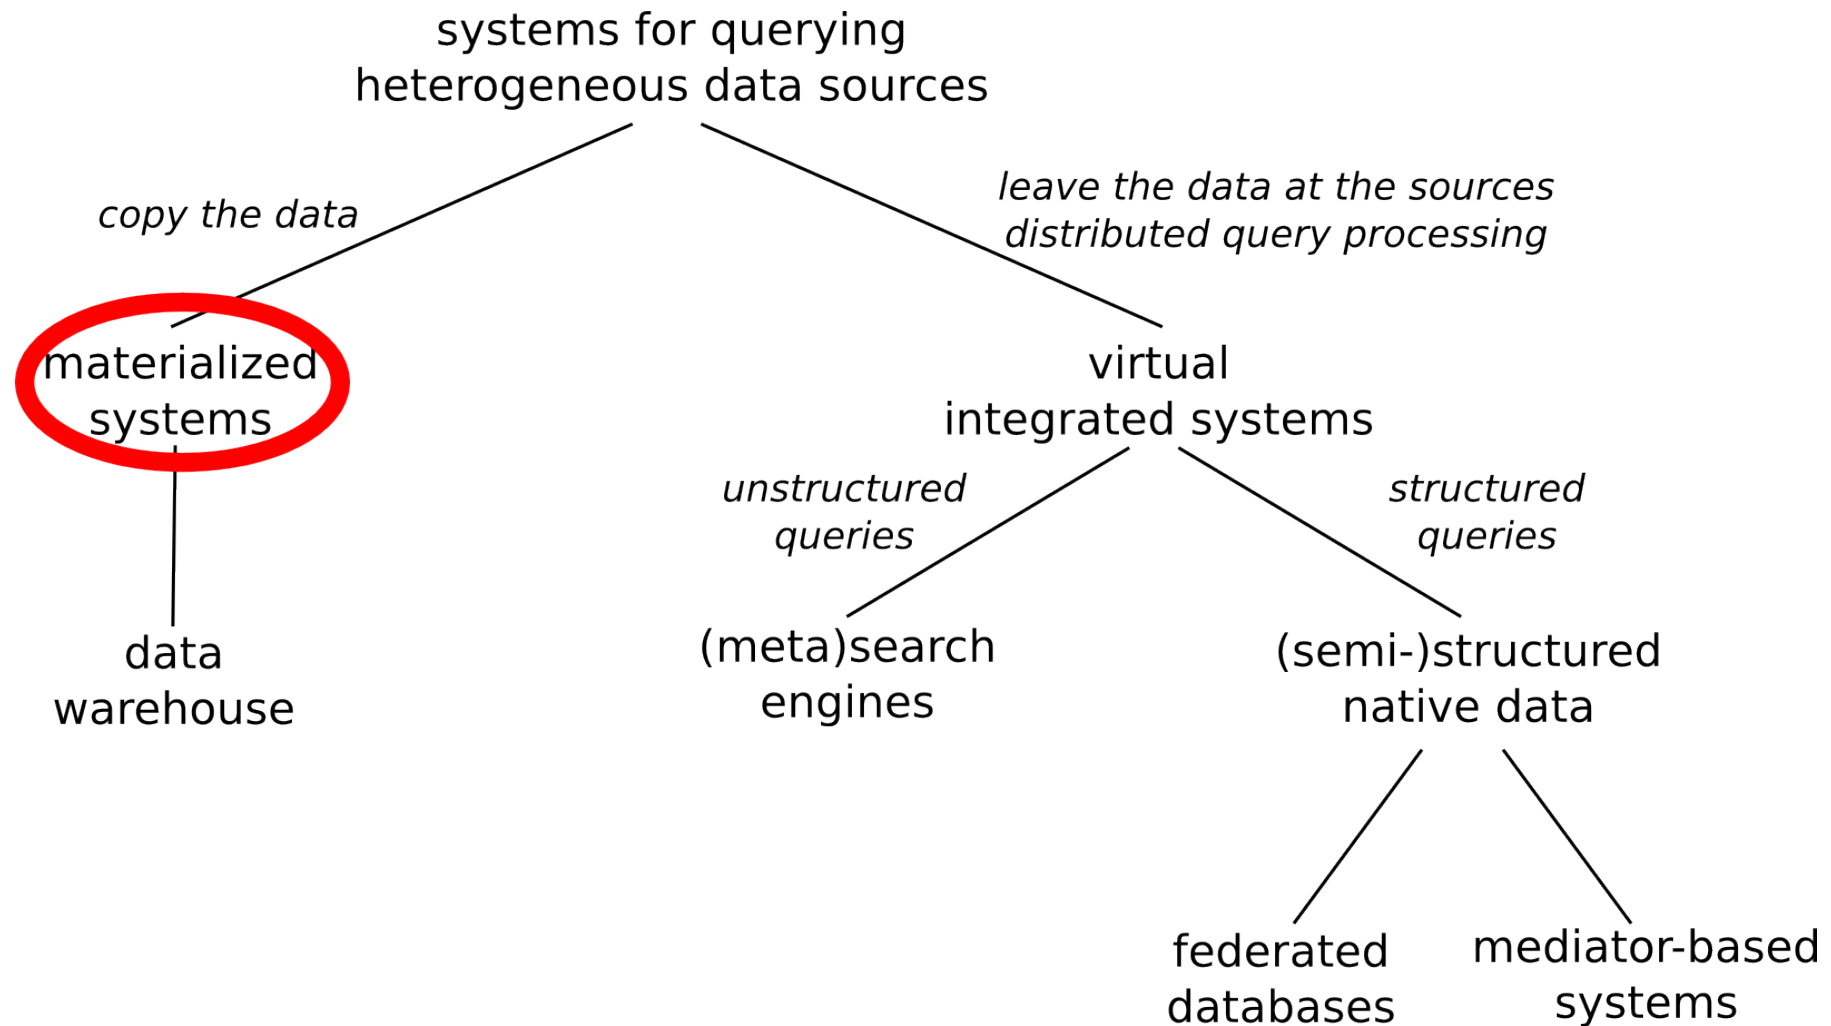 systems for querying
heterogeneous data sources
copy the data
leave the data at the sources
distributed query processing
materialized
systems
virtual
integrated systems
unstructured
queries
structured
queries
data
warehouse
(meta)search
engines
(semi-)structured
native data
federated
databases
mediator-based
systems